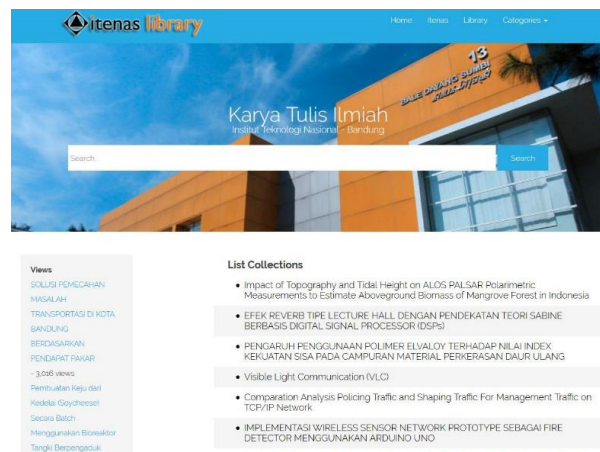 itenas library
Home Itenas Library Categories
13
BALE DAYANG SUMBI
Karya Tulis Ilmiah
Institut Teknologi Nasional - Bandung
Search
Search
Views
SOLUSI PEMECAHAN
MASALAH
TRANSPORTASI DI KOTA
BANDUNG
BERDASARKAN
PENDAPAT PAKAR
- 3,016 views
Pembuatan Keju dari
Kedelai (Soycheese)
Secara Batch
Menggunakan Bioreaktor
Tangki Berpengaduk
List Collections
Impact of Topography and Tidal Height on ALOS PALSAR Polarimetric
Measurements to Estimate Aboveground Biomass of Mangrove Forest in Indonesia
EFEK REVERB TIPE LECTURE HALL DENGAN PENDEKATAN TEORI SABINE
BERBASIS DIGITAL SIGNAL PROCESSOR (DSPs)
PENGARUH PENGGUNAAN POLIMER ELVALOY TERHADAP NILAI INDEX
KEKUATAN SISA PADA CAMPURAN MATERIAL PERKERASAN DAUR ULANG
Visible Light Communication (VLC)
Comparation Analysis Policing Traffic and Shaping Traffic For Management Traffic on
TCP/IP Network
IMPLEMENTASI WIRELESS SENSOR NETWORK PROTOTYPE SEBAGAI FIRE
DETECTOR MENGGUNAKAN ARDUINO UNO